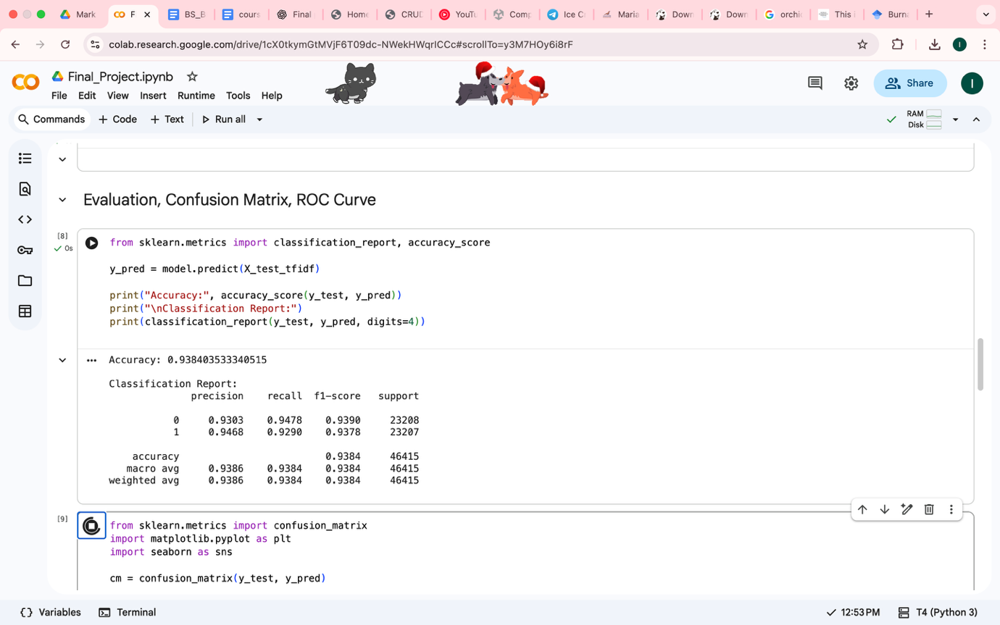 Mark
F
BS_B
cours
Final
Home
CRUD
YouTu
Comp
Ice C
Maria
Down
Down
orchi
This i
Burna
colab.research.google.com/drive/1cX0tkymGtMVjF6T09dc-NWekHWqrlCCc#scrollTo=y3M7HOy6i8rF
I
Final_Project.ipynb
File Edit View Insert Runtime Tools Help
Share
I
Commands + Code + Text Run all
RAM
Disk
Evaluation, Confusion Matrix, ROC Curve
[8]
0s
from sklearn.metrics import classification_report, accuracy_score
y_pred = model.predict(X_test_tfidf)
print("Accuracy:", accuracy_score(y_test, y_pred))
print("\nClassification Report:")
print(classification_report(y_test, y_pred, digits=4))
Accuracy: 0.938403533340515
Classification Report:
precision recall f1-score support
0 0.9303 0.9478 0.9390 23208
1 0.9468 0.9290 0.9378 23207
accuracy 0.9384 46415
macro avg 0.9386 0.9384 0.9384 46415
weighted avg 0.9386 0.9384 0.9384 46415
[9]
from sklearn.metrics import confusion_matrix
import matplotlib.pyplot as plt
import seaborn as sns
cm = confusion_matrix(y_test, y_pred)
Variables Terminal 12:53 PM T4 (Python 3)